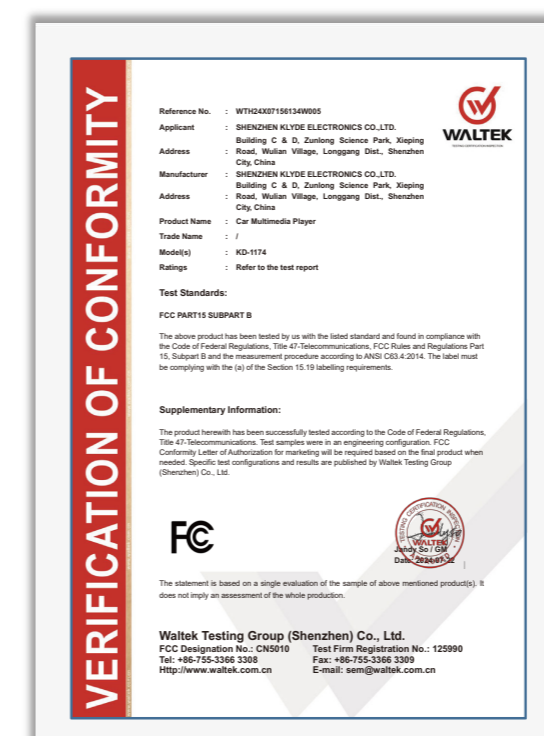 VERIFICATION OF CONFORMITY
WALTEK
Reference No. : WTH24X07156134W005
Applicant : SHENZHEN KLYDE ELECTRONICS CO.,LTD.
Address : Building C & D, Zunlong Science Park, Xieping
Road, Wulian Village, Longgang Dist., Shenzhen
City, China
Manufacturer : SHENZHEN KLYDE ELECTRONICS CO.,LTD.
Address : Building C & D, Zunlong Science Park, Xieping
Road, Wulian Village, Longgang Dist., Shenzhen
City, China
Product Name : Car Multimedia Player
Trade Name : /
Model(s) : KD-1174
Ratings : Refer to the test report
Test Standards:
FCC PART15 SUBPART B
The above product has been tested by us with the listed standard and found in compliance with
the Code of Federal Regulations, Title 47-Telecommunications, FCC Rules and Regulations Part
15, Subpart B and the measurement procedure according to ANSI C63.4:2014. The label must
be complying with the (a) of the Section 15.19 labelling requirements.
Supplementary Information:
The product herewith has been successfully tested according to the Code of Federal Regulations,
Title 47-Telecommunications. Test samples were in an engineering configuration. FCC
Conformity Letter of Authorization for marketing will be required based on the final product when
needed. Specific test configurations and results are published by Waltek Testing Group
(Shenzhen) Co., Ltd.
FC
TESTING CERTIFICATION INSPECTION
WALTEK
Jandy So / GM
Date: 2024-07-22
The statement is based on a single evaluation of the sample of above mentioned product(s). It
does not imply an assessment of the whole production.
Waltek Testing Group (Shenzhen) Co., Ltd.
FCC Designation No.: CN5010 Test Firm Registration No.: 125990
Tel: +86-755-3366 3308 Fax: +86-755-3366 3309
Http://www.waltek.com.cn E-mail: sem@waltek.com.cn